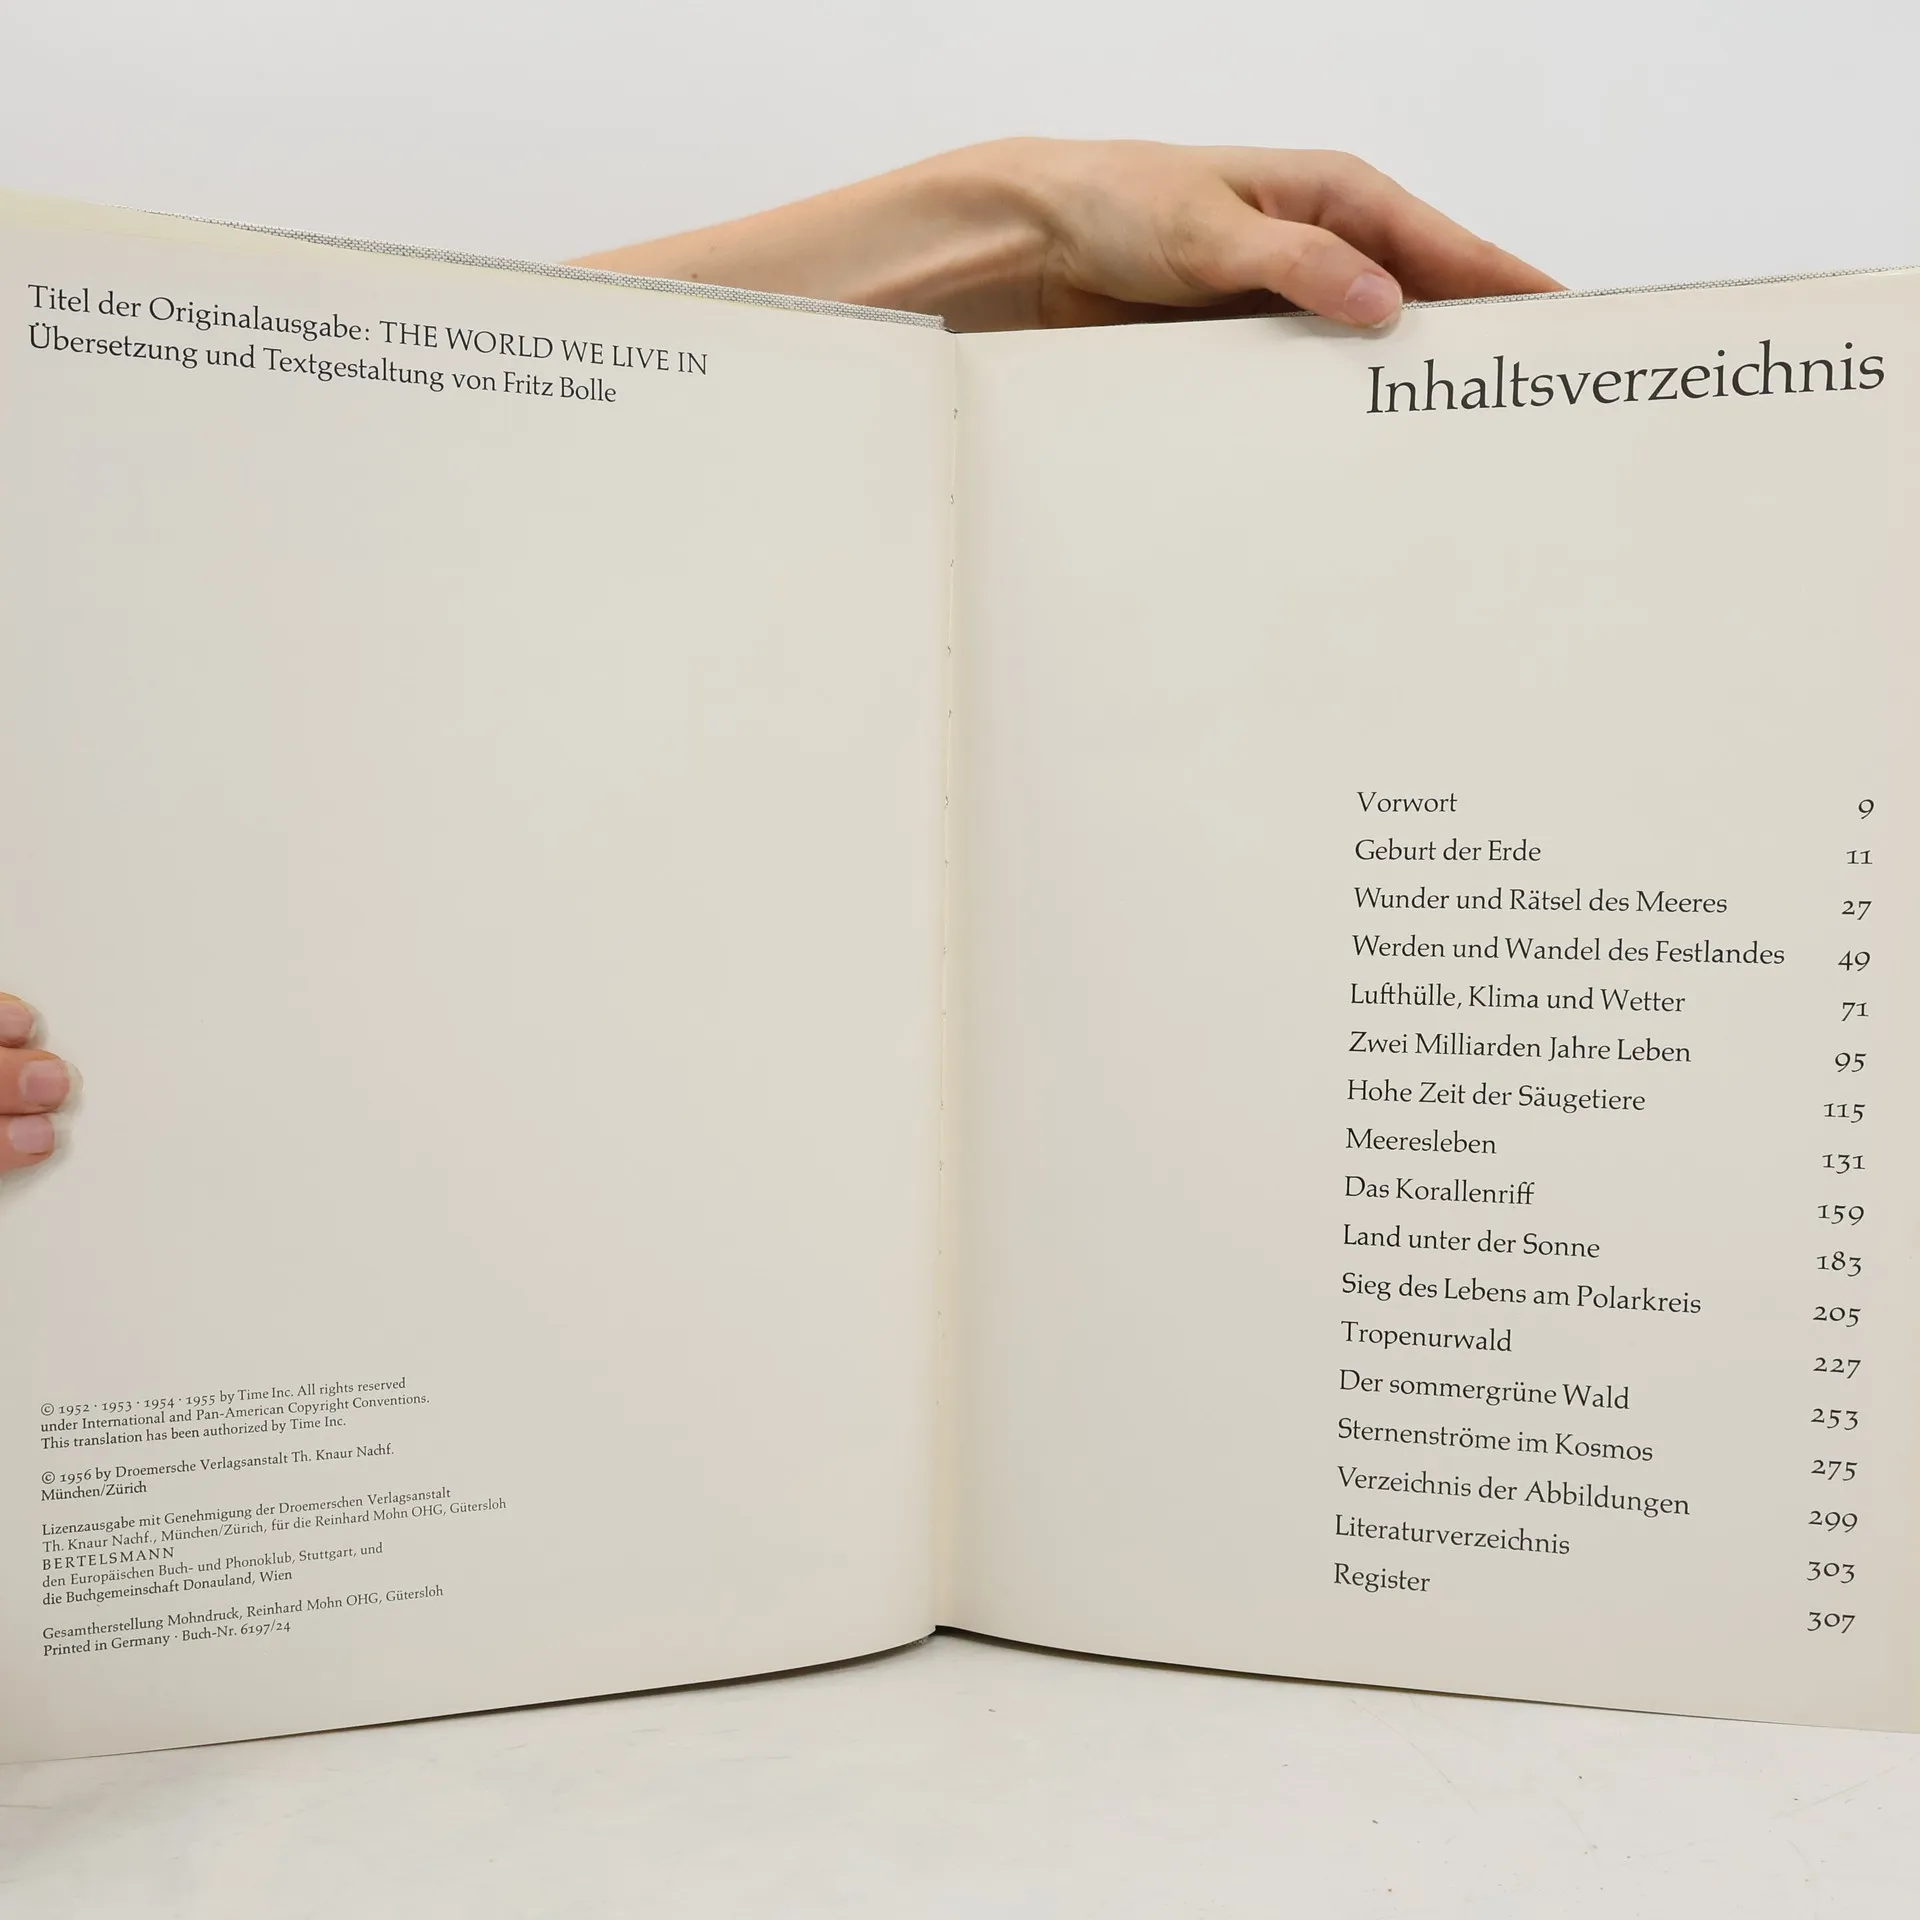 Titel der Originalausgabe: THE WORLD WE LIVE IN
Übersetzung und Textgestaltung von Fritz Bolle
© 1952 · 1953 · 1954 · 1955 by Time Inc. All rights reserved
under International and Pan-American Copyright Conventions.
This translation has been authorized by Time Inc.
© 1956 by Droemersche Verlagsanstalt Th. Knaur Nachf.
München/Zürich
Lizenzausgabe mit Genehmigung der Droemerschen Verlagsanstalt
Th. Knaur Nachf., München/Zürich, für die Reinhard Mohn OHG, Gütersloh
BERTELSMANN
den Europäischen Buch- und Phonoklub, Stuttgart, und
die Buchgemeinschaft Donauland, Wien
Gesamtherstellung Mohndruck, Reinhard Mohn OHG, Gütersloh
Printed in Germany · Buch-Nr. 6197/24
Inhaltsverzeichnis
Vorwort 9
Geburt der Erde 11
Wunder und Rätsel des Meeres 27
Werden und Wandel des Festlandes 49
Lufthülle, Klima und Wetter 71
Zwei Milliarden Jahre Leben 95
Hohe Zeit der Säugetiere 115
Meeresleben 131
Das Korallenriff 159
Land unter der Sonne 183
Sieg des Lebens am Polarkreis 205
Tropenurwald 227
Der sommergrüne Wald 253
Sternenströme im Kosmos 275
Verzeichnis der Abbildungen 299
Literaturverzeichnis 303
Register 307